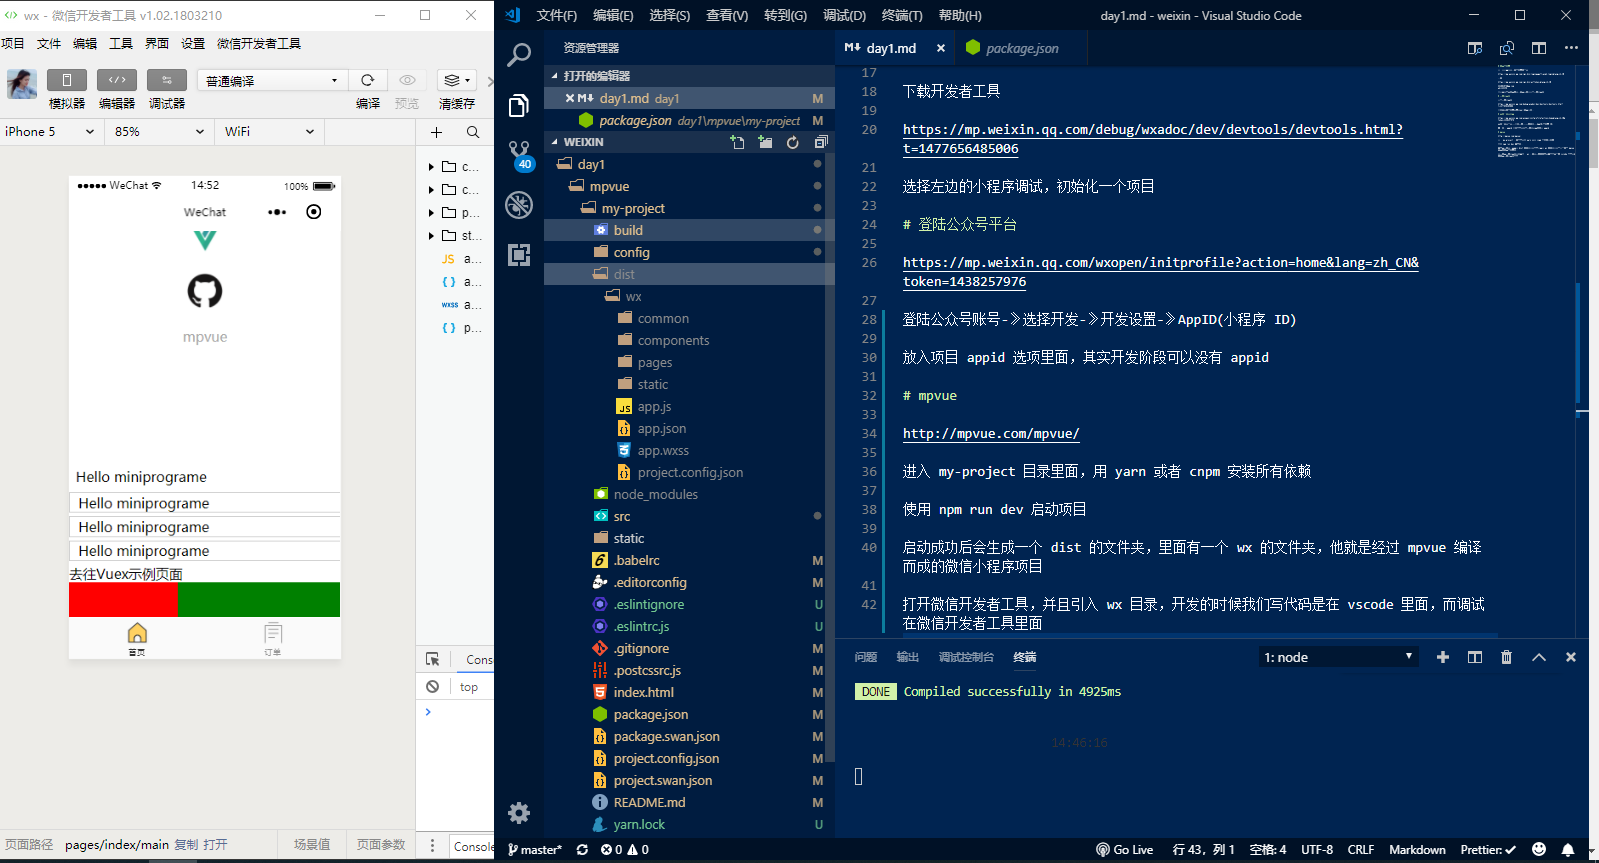 wx - 微信开发者工具 v1.02.1803210
项目 文件 编辑 工具 界面 设置 微信开发者工具
普通编译
模拟器 编辑器 调试器 编译 预览 清缓存
iPhone 5 85% WiFi
WeChat 14:52 100%
WeChat
mpvue
Hello miniprograme
Hello miniprograme
Hello miniprograme
Hello miniprograme
去往Vuex示例页面
首页 订单
c...
c...
p...
st...
JS a...
{ } a...
wxss a...
{ } p...
Cons
top
>
页面路径 pages/index/main 复制 打开 场景值 页面参数
Console
文件(F) 编辑(E) 选择(S) 查看(V) 转到(G) 调试(D) 终端(T) 帮助(H) day1.md - weixin - Visual Studio Code
40
资源管理器
打开的编辑器
M↓ day1.md day1 M
package.json day1\mpvue\my-project M
WEIXIN
day1
mpvue
my-project
build
config
dist
wx
common
components
pages
static
app.js
app.json
app.wxss
project.config.json
node_modules
src
static
.babelrc M
.editorconfig M
.eslintignore U
.eslintrc.js U
.gitignore M
.postcssrc.js M
index.html M
package.json M
package.swan.json M
project.config.json M
project.swan.json M
README.md M
yarn.lock U
M↓ day1.md package.json
17
18 下载开发者工具
19
20 https://mp.weixin.qq.com/debug/wxadoc/dev/devtools/devtools.html?
t=1477656485006
21
22 选择左边的小程序调试，初始化一个项目
23
24 # 登陆公众号平台
25
26 https://mp.weixin.qq.com/wxopen/initprofile?action=home&lang=zh_CN&
token=1438257976
27
28 登陆公众号账号-》选择开发-》开发设置-》AppID(小程序 ID)
29
30 放入项目 appid 选项里面，其实开发阶段可以没有 appid
31
32 # mpvue
33
34 http://mpvue.com/mpvue/
35
36 进入 my-project 目录里面，用 yarn 或者 cnpm 安装所有依赖
37
38 使用 npm run dev 启动项目
39
40 启动成功后会生成一个 dist 的文件夹，里面有一个 wx 的文件夹，他就是经过 mpvue 编译
而成的微信小程序项目
41
42 打开微信开发者工具，并且引入 wx 目录，开发的时候我们写代码是在 vscode 里面，而调试
在微信开发者工具里面
问题 输出 调试控制台 终端 1: node
DONE Compiled successfully in 4925ms
14:46:16
master* 0 0 Go Live 行 43，列 1 空格: 4 UTF-8 CRLF Markdown Prettier: ✓